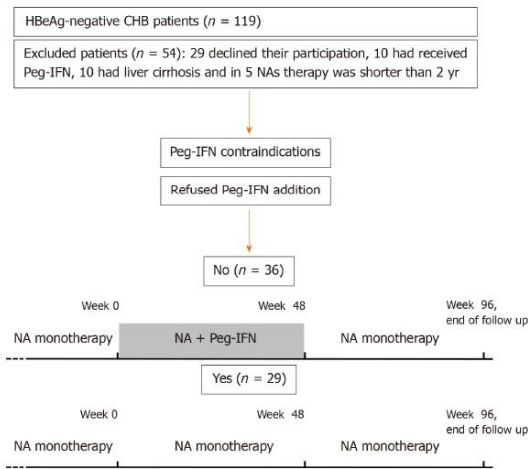 HBeAg-negative CHB patients (n = 119)
Excluded patients (n = 54): 29 declined their participation, 10 had received
Peg-IFN, 10 had liver cirrhosis and in 5 NAs therapy was shorter than 2 yr
Peg-IFN contraindications
Refused Peg-IFN addition
No (n = 36)
Week 0
Week 48
Week 96,
end of follow up
NA monotherapy
NA + Peg-IFN
NA monotherapy
Yes (n = 29)
Week 0
Week 48
Week 96,
end of follow up
NA monotherapy
NA monotherapy
NA monotherapy